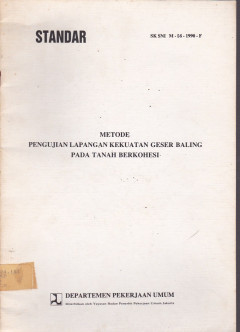 STANDAR
SK SNI M-16-1990-F
METODE
PENGUJIAN LAPANGAN KEKUATAN GESER BALING
PADA TANAH BERKOHESI
DEPARTEMEN PEKERJAAN UMUM